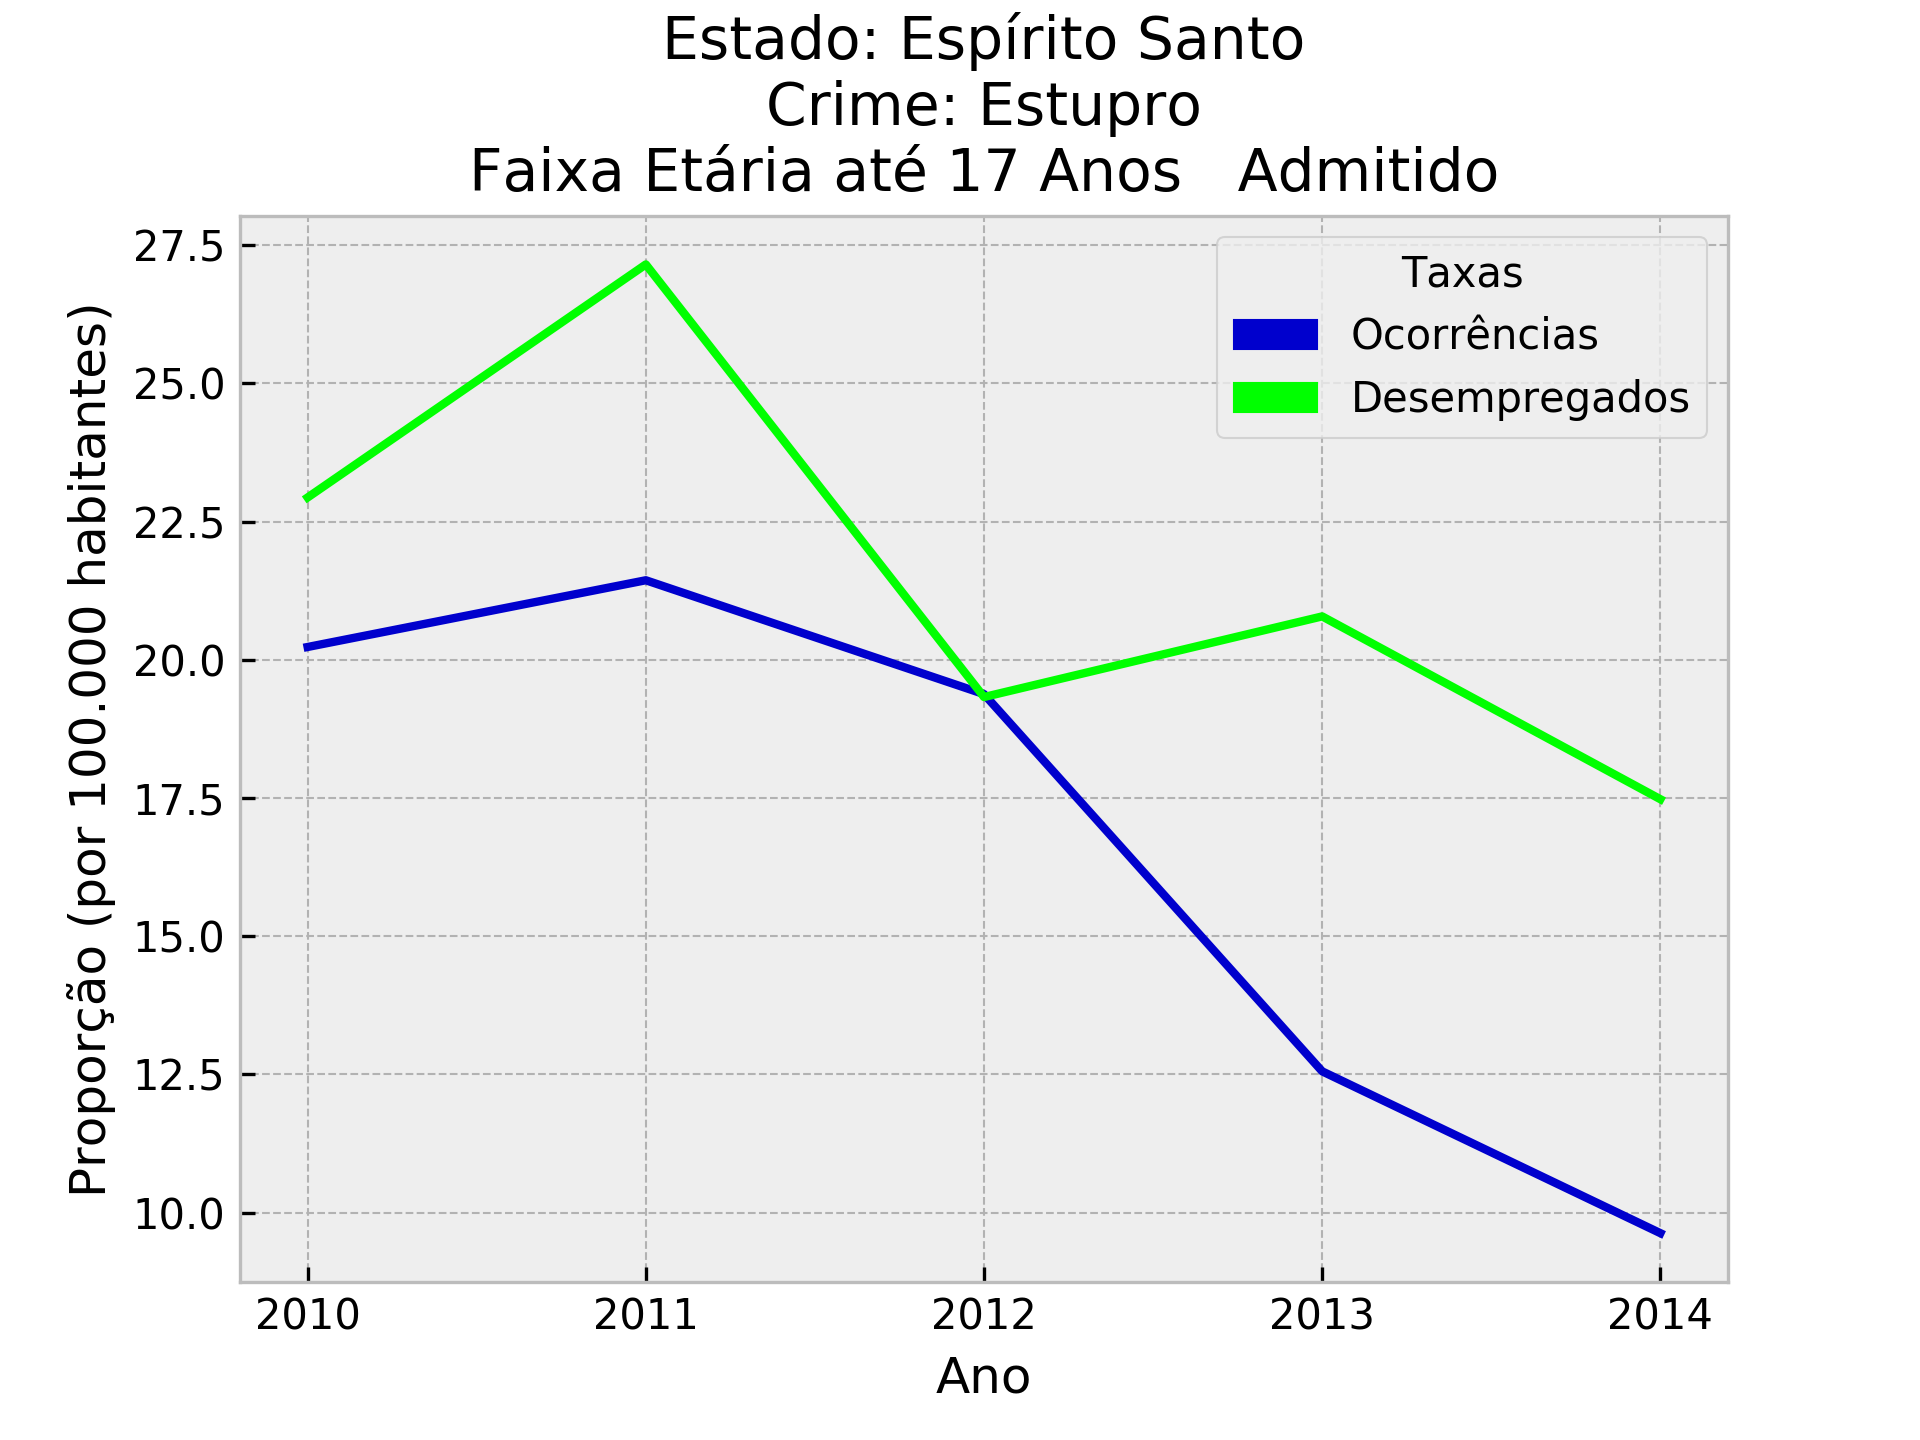 Estado: Espírito Santo
Crime: Estupro
Faixa Etária até 17 Anos   Admitido
Taxas
Ocorrências
Desempregados
Proporção (por 100.000 habitantes)
27.5
25.0
22.5
20.0
17.5
15.0
12.5
10.0
2010 2011 2012 2013 2014
Ano